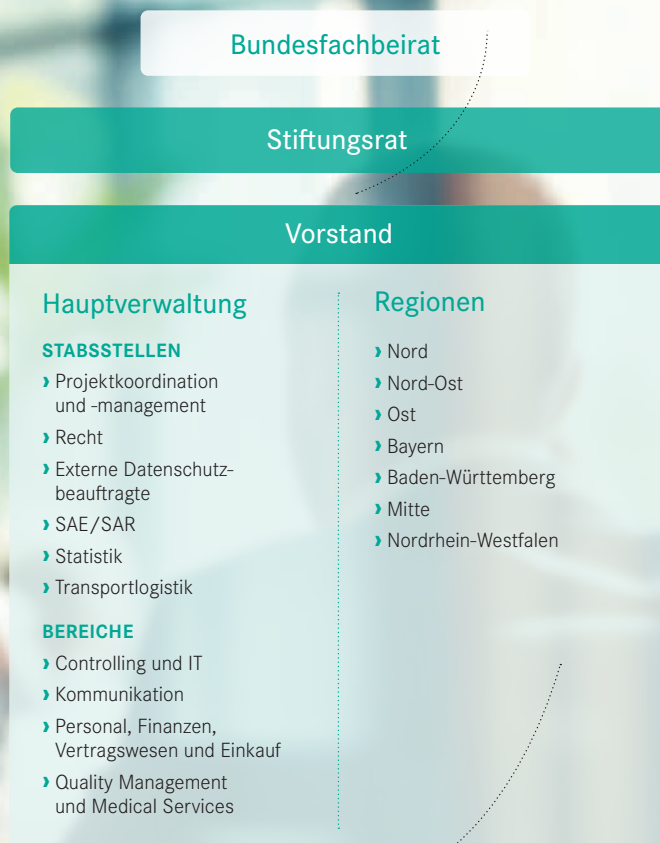 Bundesfachbeirat
Stiftungsrat
Vorstand
Hauptverwaltung
STABSSTELLEN
› Projektkoordination
und -management
› Recht
› Externe Datenschutz-
beauftragte
› SAE/SAR
› Statistik
› Transportlogistik
BEREICHE
› Controlling und IT
› Kommunikation
› Personal, Finanzen,
Vertragswesen und Einkauf
› Quality Management
und Medical Services
Regionen
› Nord
› Nord-Ost
› Ost
› Bayern
› Baden-Württemberg
› Mitte
› Nordrhein-Westfalen